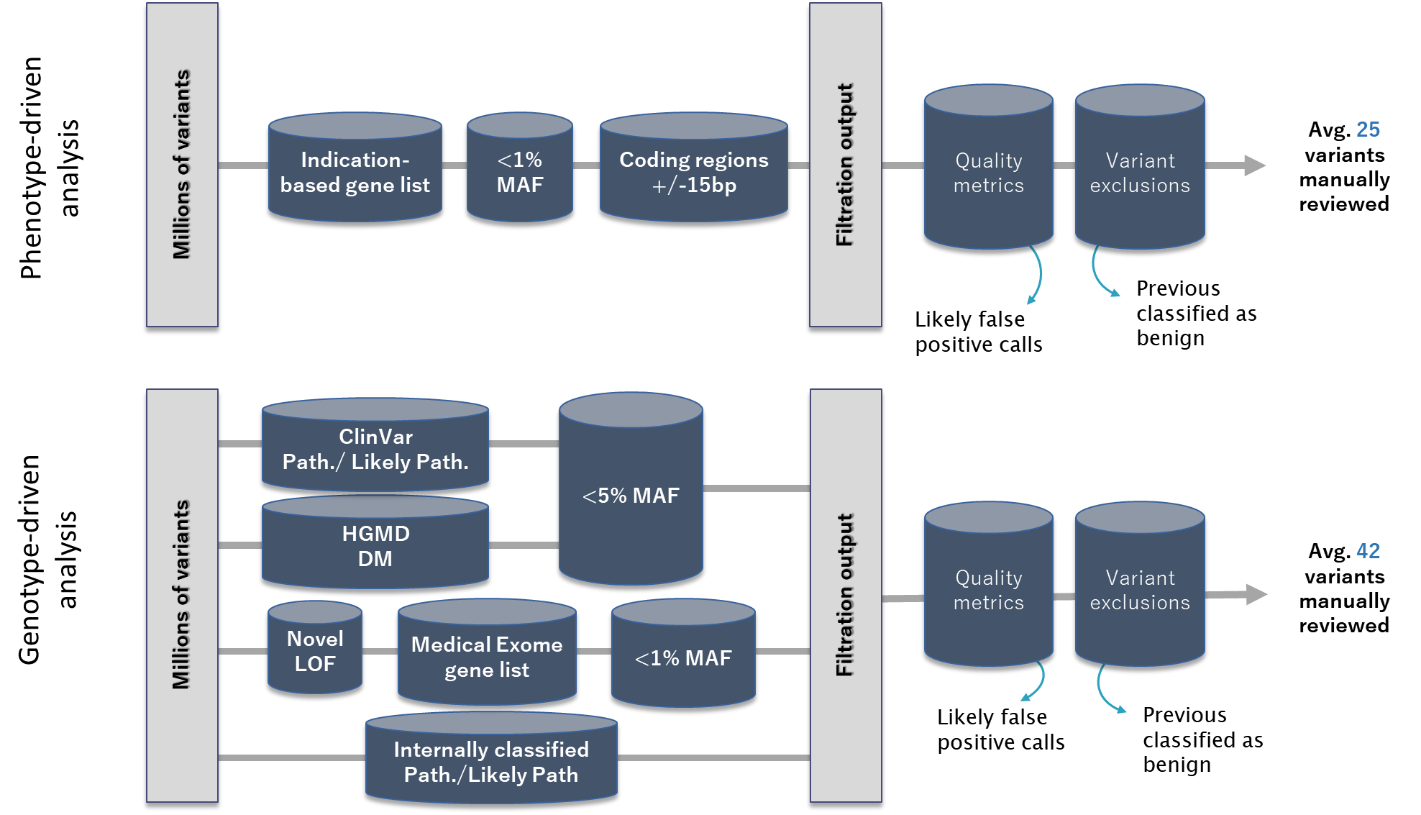 Phenotype-driven
analysis
Millions of variants
Indication-
based gene list
<1%
MAF
Coding regions
+/-15bp
Filtration output
Quality
metrics
Variant
exclusions
Avg. 25
variants
manually
reviewed
Likely false
positive calls
Previous
classified as
benign
Genotype-driven
analysis
Millions of variants
ClinVar
Path./ Likely Path.
HGMD
DM
<5% MAF
Novel
LOF
Medical Exome
gene list
<1% MAF
Internally classified
Path./Likely Path
Filtration output
Quality
metrics
Variant
exclusions
Avg. 42
variants
manually
reviewed
Likely false
positive calls
Previous
classified as
benign